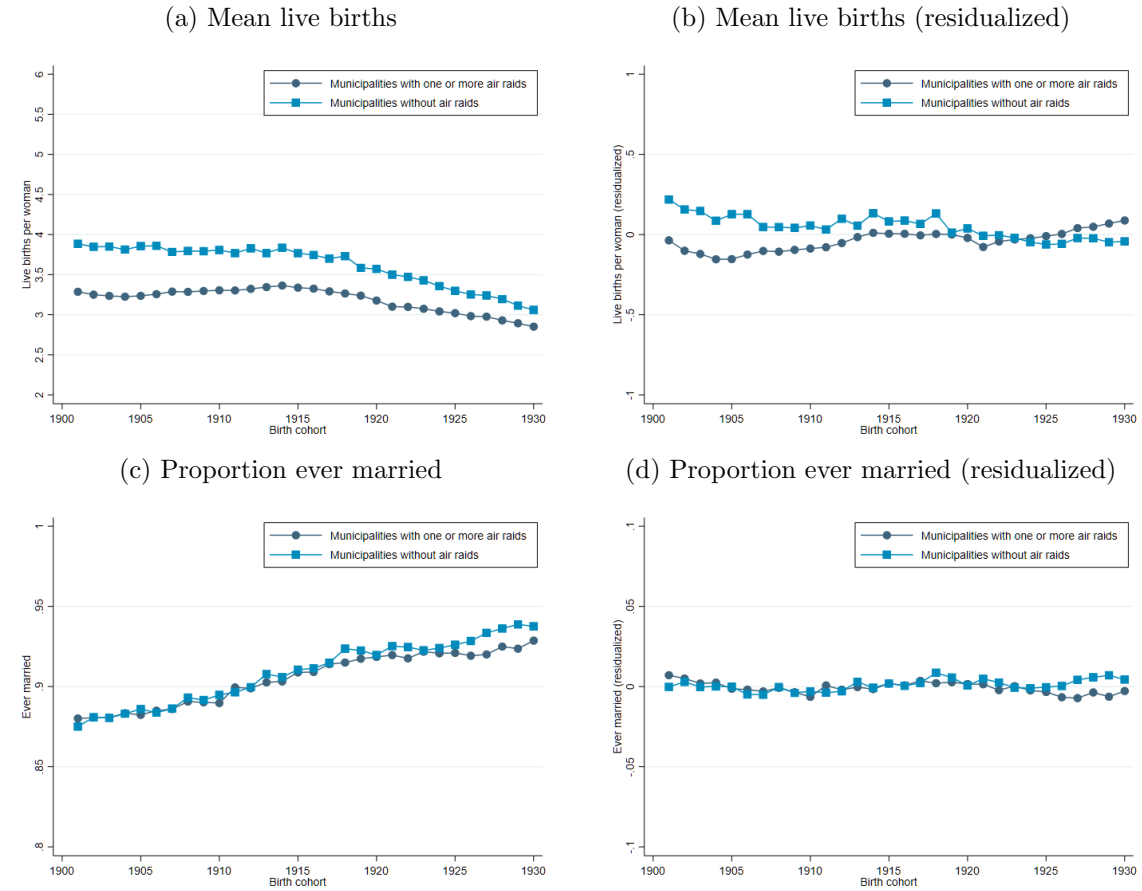 (a) Mean live births
Live births per woman
6
5.5
5
4.5
4
3.5
3
2.5
2
Municipalities with one or more air raids
Municipalities without air raids
1900 1905 1910 1915 1920 1925 1930
Birth cohort
(b) Mean live births (residualized)
Live births per woman (residualized)
1
.5
0
-.5
-1
Municipalities with one or more air raids
Municipalities without air raids
1900 1905 1910 1915 1920 1925 1930
Birth cohort
(c) Proportion ever married
Ever married
1
.95
.9
.85
.8
Municipalities with one or more air raids
Municipalities without air raids
1900 1905 1910 1915 1920 1925 1930
Birth cohort
(d) Proportion ever married (residualized)
Ever married (residualized)
.1
.05
0
-.05
-.1
Municipalities with one or more air raids
Municipalities without air raids
1900 1905 1910 1915 1920 1925 1930
Birth cohort